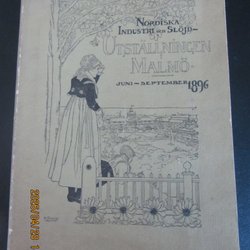 NORDISKA
INDUSTRI OCH SLÖJD-
UTSTÄLLNINGEN
MALMÖ
JUNI-SEPTEMBER 1896